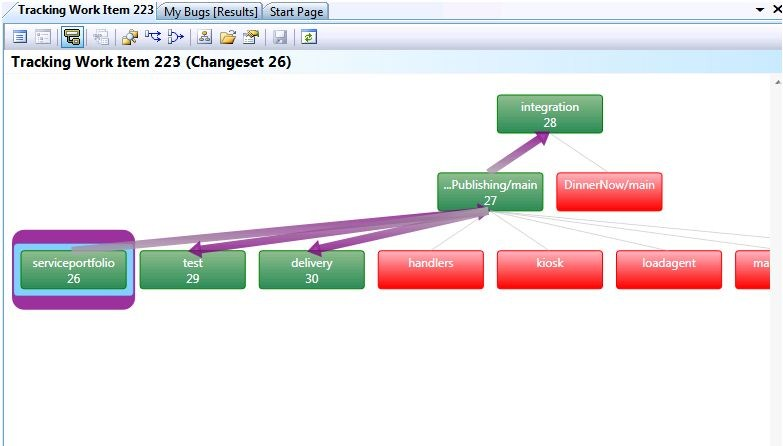 Tracking Work Item 223 My Bugs [Results] Start Page
Tracking Work Item 223 (Changeset 26)
integration
28
...Publishing/main
27
DinnerNow/main
serviceportfolio
26
test
29
delivery
30
handlers
kiosk
loadagent
ma